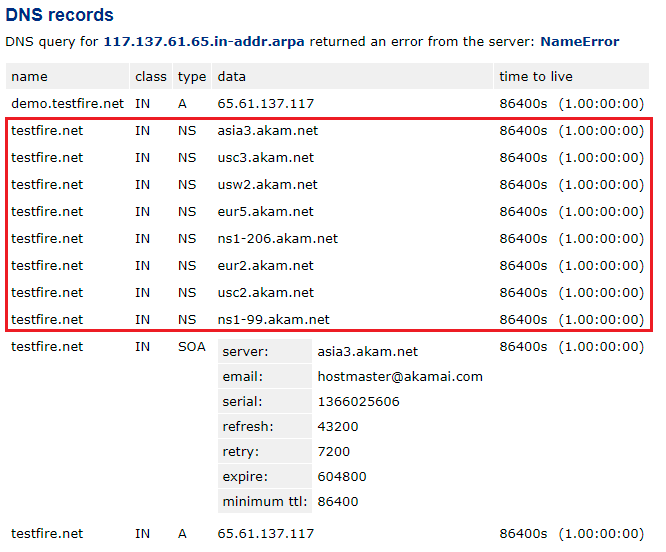 DNS records
DNS query for 117.137.61.65.in-addr.arpa returned an error from the server: NameError
name class type data time to live
demo.testfire.net IN A 65.61.137.117 86400s (1.00:00:00)
testfire.net IN NS asia3.akam.net 86400s (1.00:00:00)
testfire.net IN NS usc3.akam.net 86400s (1.00:00:00)
testfire.net IN NS usw2.akam.net 86400s (1.00:00:00)
testfire.net IN NS eur5.akam.net 86400s (1.00:00:00)
testfire.net IN NS ns1-206.akam.net 86400s (1.00:00:00)
testfire.net IN NS eur2.akam.net 86400s (1.00:00:00)
testfire.net IN NS usc2.akam.net 86400s (1.00:00:00)
testfire.net IN NS ns1-99.akam.net 86400s (1.00:00:00)
testfire.net IN SOA server: asia3.akam.net 86400s (1.00:00:00)
email: hostmaster@akamai.com
serial: 1366025606
refresh: 43200
retry: 7200
expire: 604800
minimum ttl: 86400
testfire.net IN A 65.61.137.117 86400s (1.00:00:00)